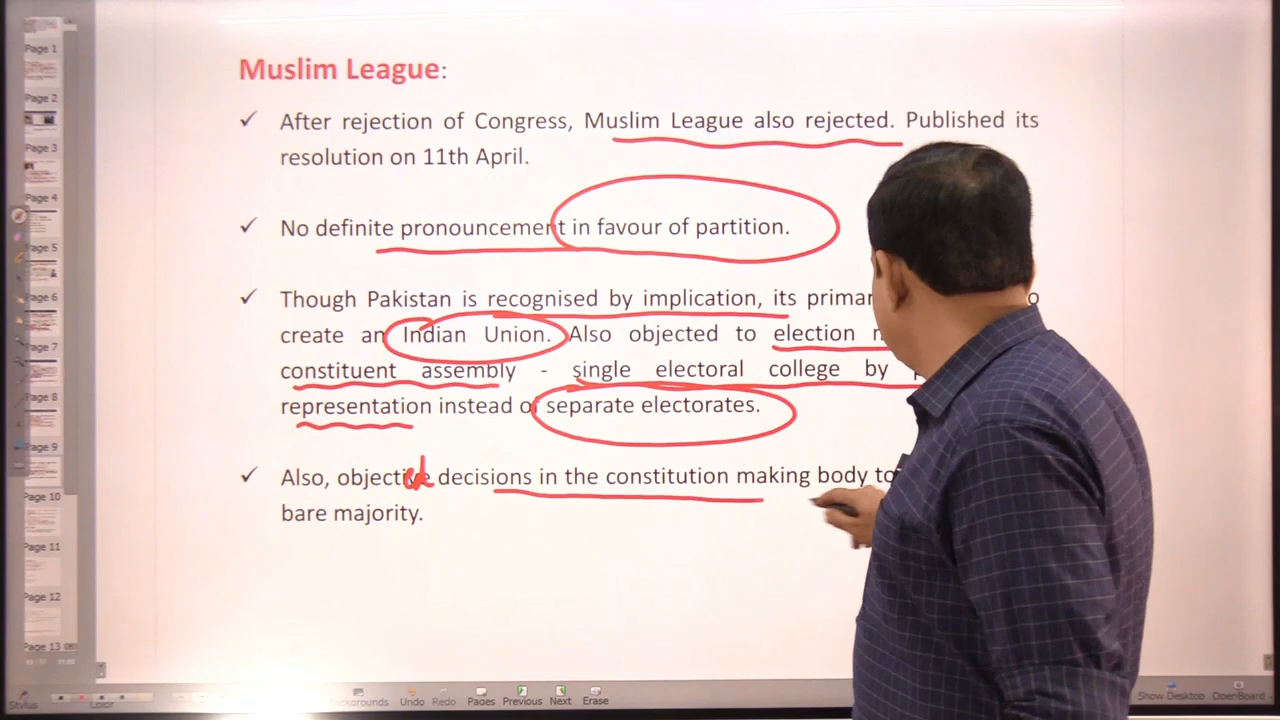 Muslim League:
✓ After rejection of Congress, Muslim League also rejected. Published its
resolution on 11th April.
✓ No definite pronouncement in favour of partition.
✓ Though Pakistan is recognised by implication, its
create an Indian Union. Also objected to election
constituent assembly - single electoral college by
representation instead of separate electorates.
✓ Also, objective d decisions in the constitution making body to
bare majority.
Page 1
Page 2
Page 3
Page 4
Page 5
Page 6
Page 7
Page 8
Page 9
Page 10
Page 11
Page 12
Page 13
Stylus
Color
Backgrounds
Undo
Redo
Pages
Previous
Next
Erase
Show Desktop
OpenBoard